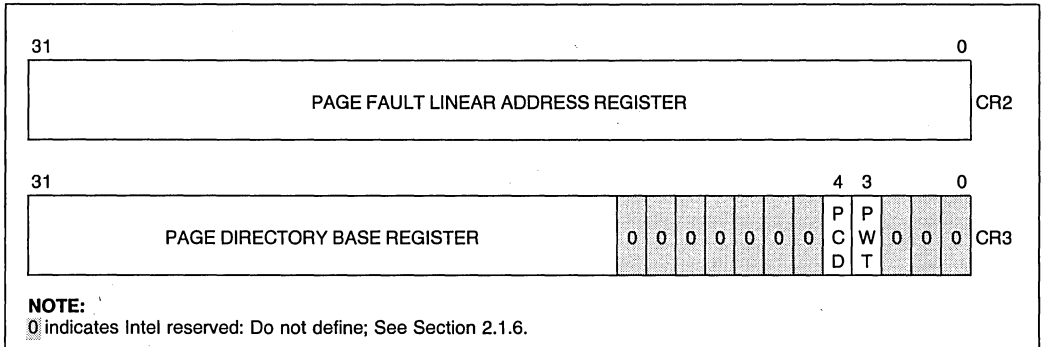 31 0
PAGE FAULT LINEAR ADDRESS REGISTER CR2
31 4 3 0
PAGE DIRECTORY BASE REGISTER 0 0 0 0 0 0 0 PCD PWT 0 0 0 CR3
NOTE:
0 indicates Intel reserved: Do not define; See Section 2.1.6.